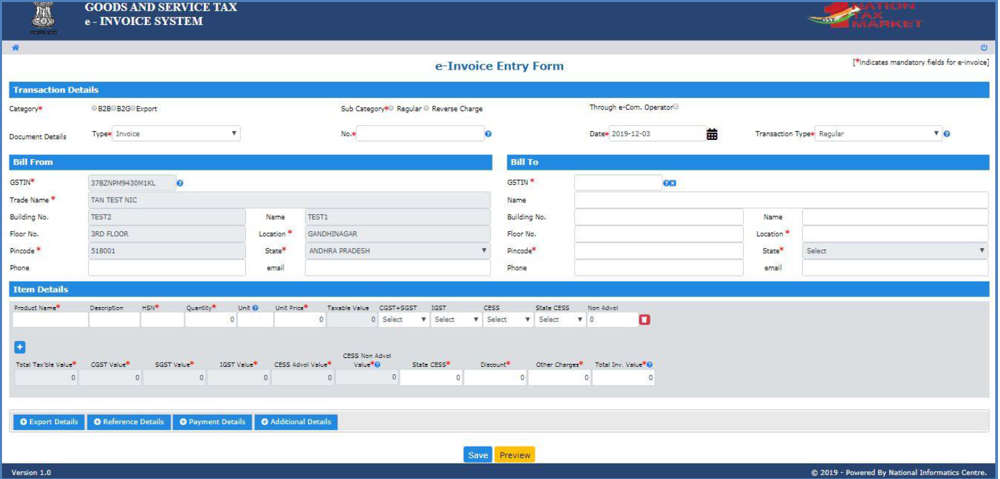 GOODS AND SERVICE TAX
e - INVOICE SYSTEM
NATION
TAX
MARKET
GST
e-Invoice Entry Form
[*indicates mandatory fields for e-invoice]
Transaction Details
Category* B2B B2G Export Sub Category* Regular Reverse Charge Through e-Com. Operator
Document Details Type* Invoice No.* Date* 2019-12-03 Transaction Type* Regular
Bill From
GSTIN* 37BZNPM9430M1KL
Trade Name * TAN TEST NIC
Building No. TEST2 Name TEST1
Floor No. 3RD FLOOR Location * GANDHINAGAR
Pincode * 518001 State* ANDHRA PRADESH
Phone email
Bill To
GSTIN *
Name
Building No. Name
Floor No. Location *
Pincode* State* Select
Phone email
Item Details
Product Name* Description HSN* Quantity* Unit Unit Price* Taxable Value CGST+SGST IGST CESS State CESS Non Advol
0 0 0 Select Select Select Select 0
Total Tax'ble Value* CGST Value* SGST Value* IGST Value* CESS Advol Value* CESS Non Advol Value* State CESS* Discount* Other Charges* Total Inv. Value*
0 0 0 0 0 0 0 0 0 0
Export Details Reference Details Payment Details Additional Details
Save Preview
Version 1.0 © 2019 - Powered By National Informatics Centre.